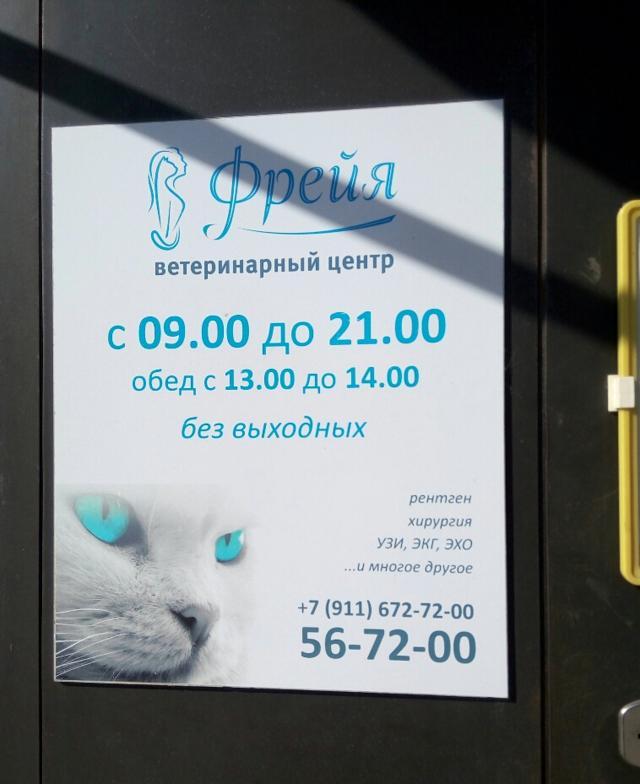 Фрейя
ветеринарный центр
с 09.00 до 21.00
обед с 13.00 до 14.00
без выходных
рентген
хирургия
УЗИ, ЭКГ, ЭХО
...и многое другое
+7 (911) 672-72-00
56-72-00